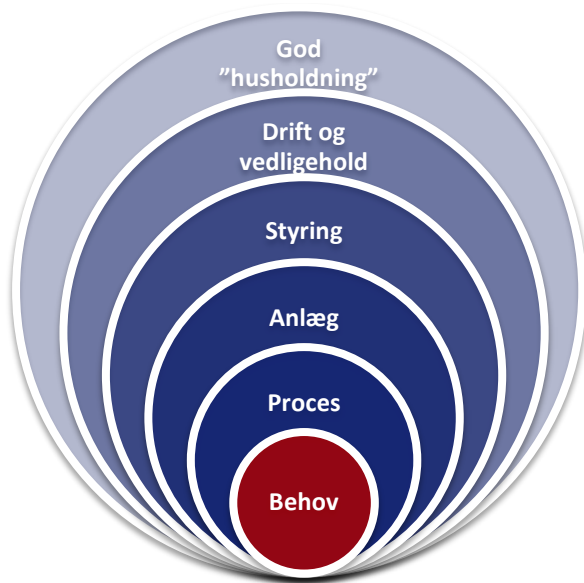 God
”husholdning”
Drift og
vedligehold
Styring
Anlæg
Proces
Behov